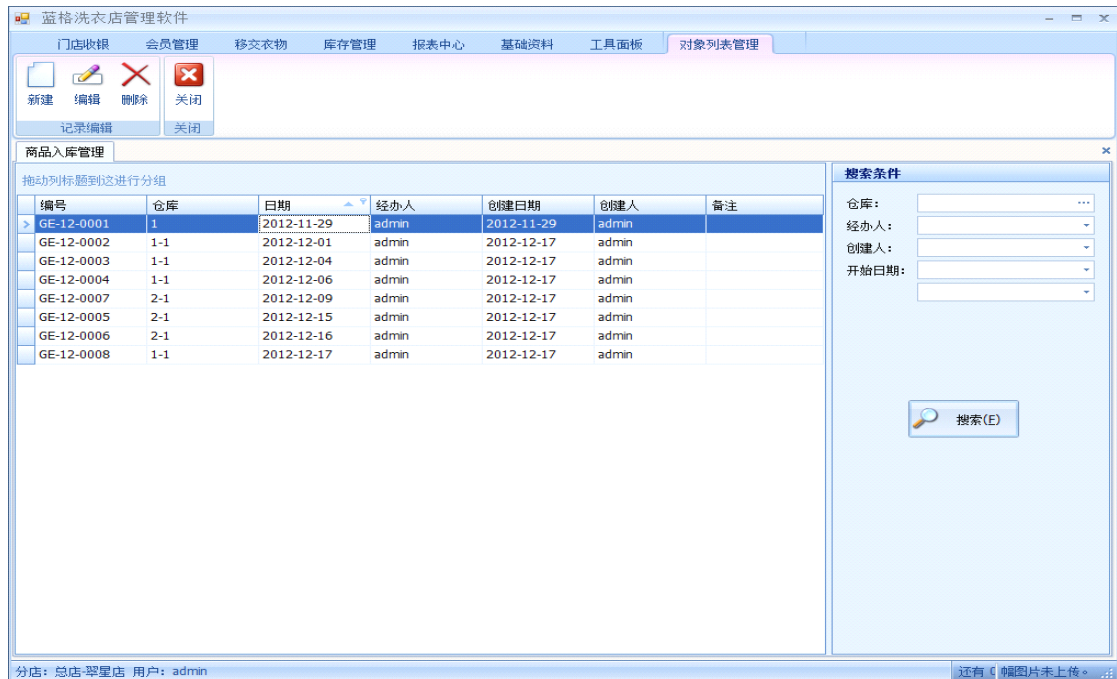 蓝格洗衣店管理软件
门店收银 会员管理 移交衣物 库存管理 报表中心 基础资料 工具面板 对象列表管理
新建 编辑 删除 关闭
记录编辑 关闭
商品入库管理
拖动列标题到这进行分组
编号 仓库 日期 经办人 创建日期 创建人 备注
GE-12-0001 1 2012-11-29 admin 2012-11-29 admin
GE-12-0002 1-1 2012-12-01 admin 2012-12-17 admin
GE-12-0003 1-1 2012-12-04 admin 2012-12-17 admin
GE-12-0004 1-1 2012-12-06 admin 2012-12-17 admin
GE-12-0007 2-1 2012-12-09 admin 2012-12-17 admin
GE-12-0005 2-1 2012-12-15 admin 2012-12-17 admin
GE-12-0006 2-1 2012-12-16 admin 2012-12-17 admin
GE-12-0008 1-1 2012-12-17 admin 2012-12-17 admin
搜索条件
仓库: ...
经办人:
创建人:
开始日期:
搜索(F)
分店: 总店-翠星店 用户: admin
还有 0 幅图片未上传。